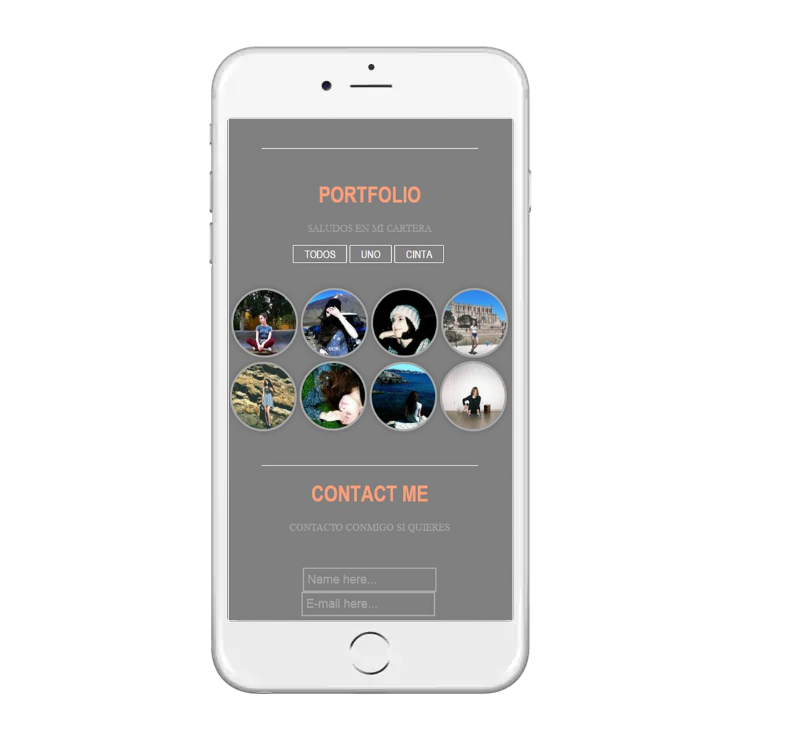 PORTFOLIO
SALUDOS EN MI CARTERA
TODOS UNO CINTA
CONTACT ME
CONTACTO CONMIGO SI QUIERES
Name here...
E-mail here...